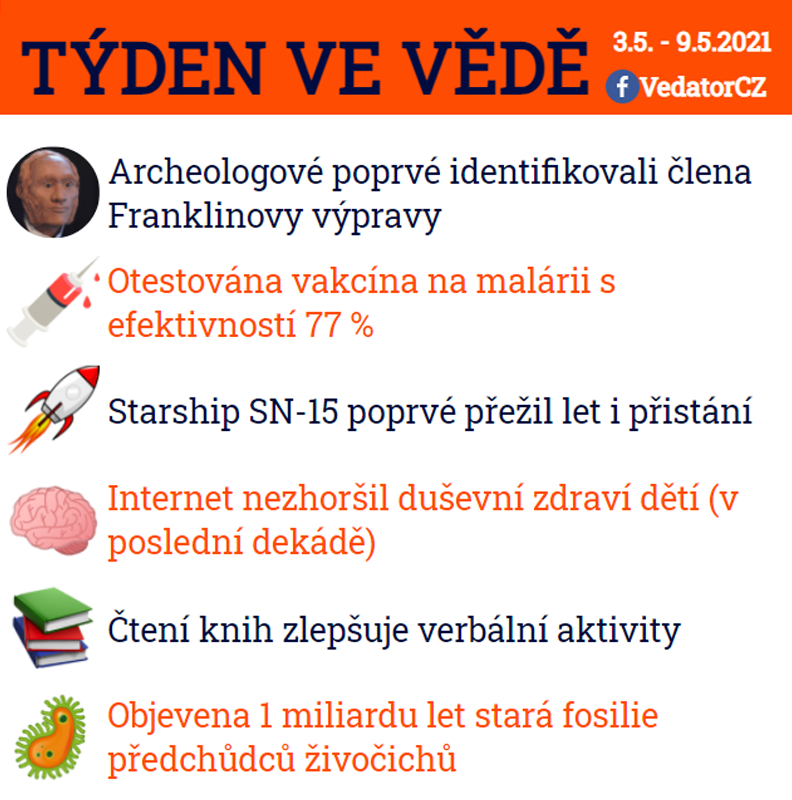 TÝDEN VE VĚDĚ
3.5. - 9.5.2021
VedatorCZ
Archeologové poprvé identifikovali člena
Franklinovy výpravy
Otestována vakcína na malárii s
efektivností 77 %
Starship SN-15 poprvé přežil let i přistání
Internet nezhoršil duševní zdraví dětí (v
poslední dekádě)
Čtení knih zlepšuje verbální aktivity
Objevena 1 miliardu let stará fosilie
předchůdců živočichů